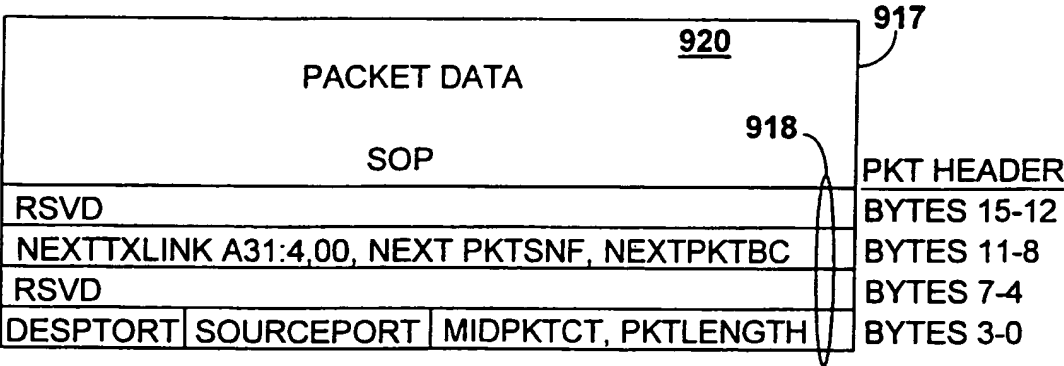 917
920
PACKET DATA
918
SOP
PKT HEADER
RSVD BYTES 15-12
NEXTTXLINK A31:4,00, NEXT PKTSNF, NEXTPKTBC BYTES 11-8
RSVD BYTES 7-4
DESPTORT SOURCEPORT MIDPKTCT, PKTLENGTH BYTES 3-0